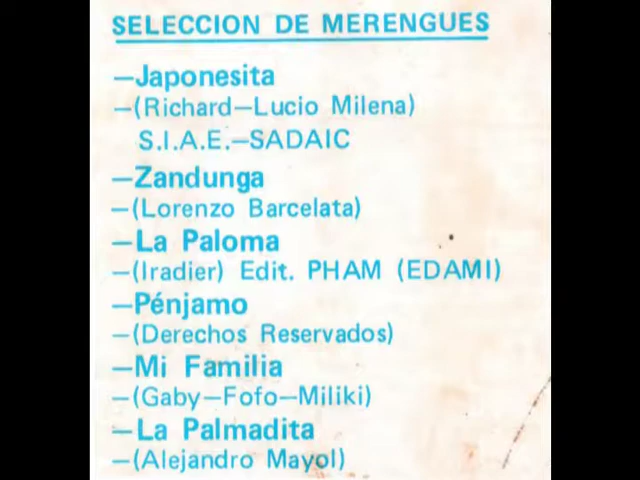 SELECCION DE MERENGUES
—Japonesita
—(Richard—Lucio Milena)
S.I.A.E.—SADAIC
—Zandunga
—(Lorenzo Barcelata)
—La Paloma
—(Iradier) Edit. PHAM (EDAMI)
—Pénjamo
—(Derechos Reservados)
—Mi Familia
—(Gaby—Fofo—Miliki)
—La Palmadita
—(Alejandro Mayol)